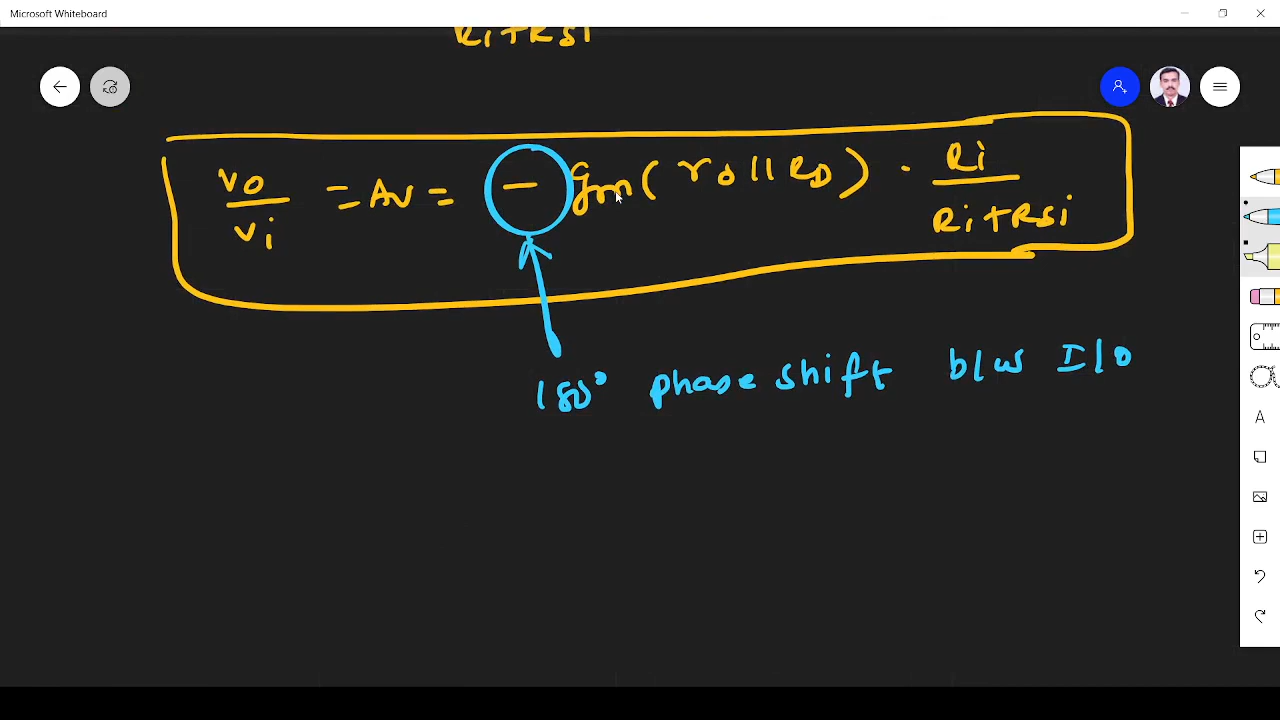 Microsoft Whiteboard
Ri+Rsi
vo/vi = Av = - gm(ro||RD) . Ri/Ri+Rsi
180° phase shift b/w I/O
A